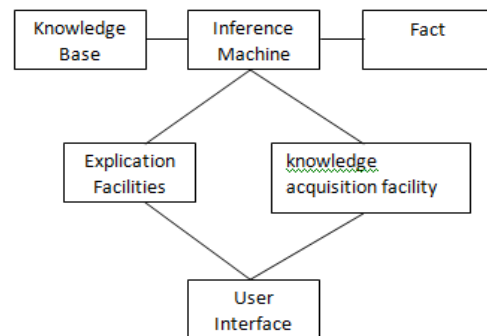 Knowledge
Base
Inference
Machine
Fact
Explication
Facilities
knowledge
acquisition facility
User
Interface